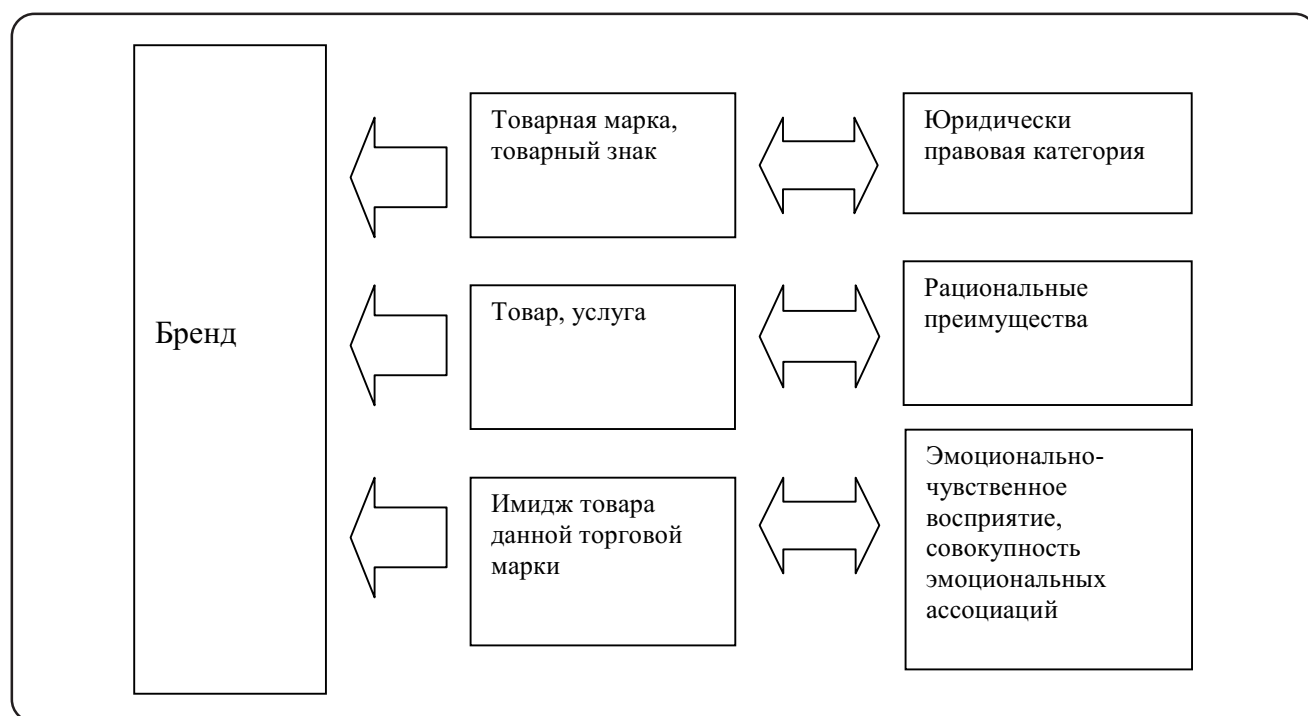 Бренд
Товарная марка,
товарный знак
Юридически
правовая категория
Товар, услуга
Рациональные
преимущества
Имидж товара
данной торговой
марки
Эмоционально-
чувственное
восприятие,
совокупность
эмоциональных
ассоциаций